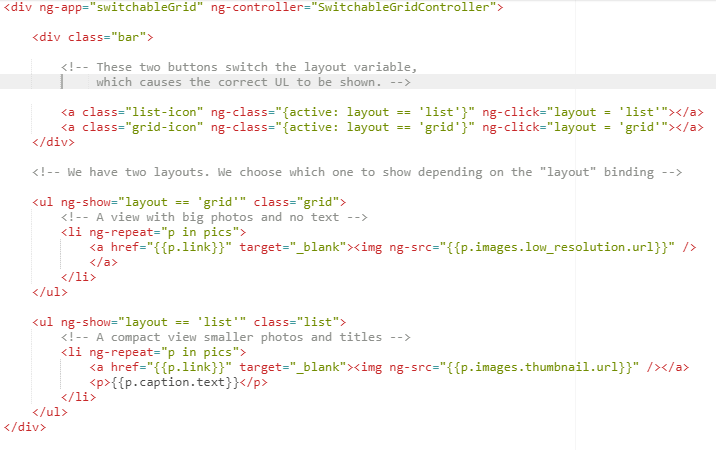 <div ng-app="switchableGrid" ng-controller="SwitchableGridController">
<div class="bar">
<!-- These two buttons switch the layout variable,
which causes the correct UL to be shown. -->
<a class="list-icon" ng-class="{active: layout == 'list'}" ng-click="layout = 'list'"></a>
<a class="grid-icon" ng-class="{active: layout == 'grid'}" ng-click="layout = 'grid'"></a>
</div>
<!-- We have two layouts. We choose which one to show depending on the "layout" binding -->
<ul ng-show="layout == 'grid'" class="grid">
<!-- A view with big photos and no text -->
<li ng-repeat="p in pics">
<a href="{{p.link}}" target="_blank"><img ng-src="{{p.images.low_resolution.url}}" />
</a>
</li>
</ul>
<ul ng-show="layout == 'list'" class="list">
<!-- A compact view smaller photos and titles -->
<li ng-repeat="p in pics">
<a href="{{p.link}}" target="_blank"><img ng-src="{{p.images.thumbnail.url}}" /></a>
<p>{{p.caption.text}}</p>
</li>
</ul>
</div>